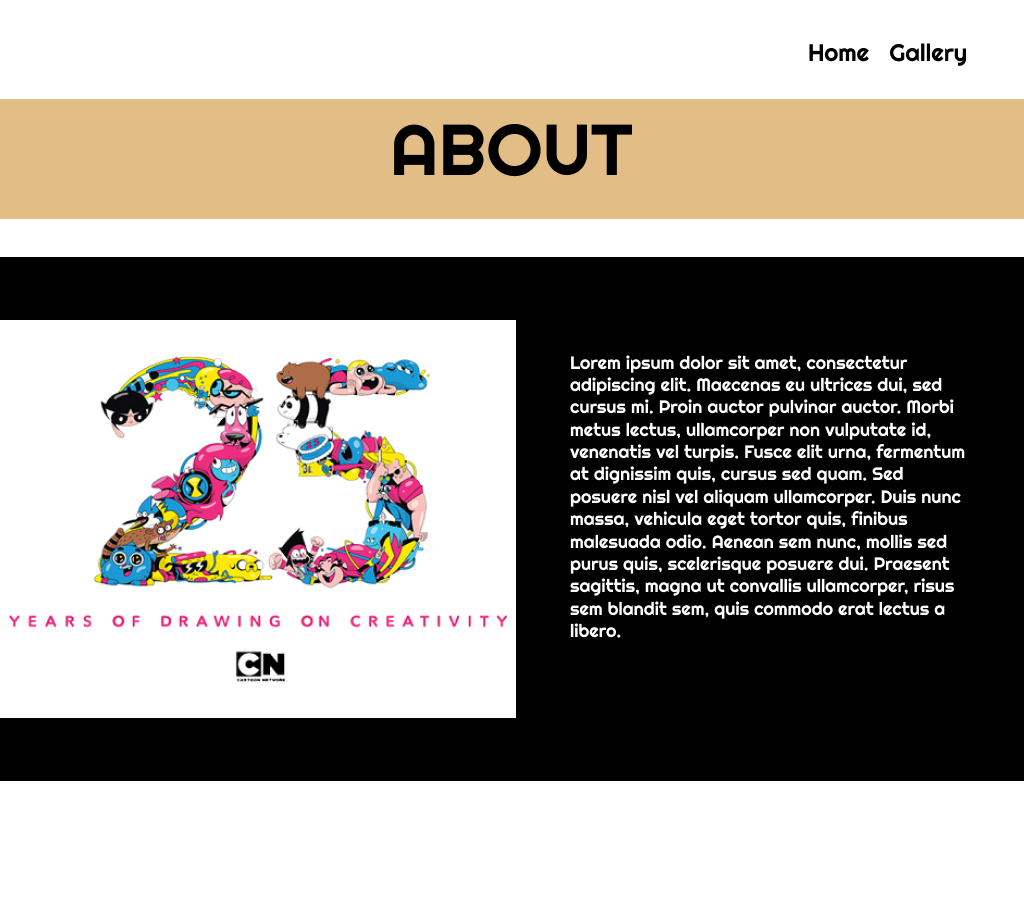 Home Gallery
ABOUT
YEARS OF DRAWING ON CREATIVITY
CN
CARTOON NETWORK
Lorem ipsum dolor sit amet, consectetur
adipiscing elit. Maecenas eu ultrices dui, sed
cursus mi. Proin auctor pulvinar auctor. Morbi
metus lectus, ullamcorper non vulputate id,
venenatis vel turpis. Fusce elit urna, fermentum
at dignissim quis, cursus sed quam. Sed
posuere nisl vel aliquam ullamcorper. Duis nunc
massa, vehicula eget tortor quis, finibus
malesuada odio. Aenean sem nunc, mollis sed
purus quis, scelerisque posuere dui. Praesent
sagittis, magna ut convallis ullamcorper, risus
sem blandit sem, quis commodo erat lectus a
libero.
25